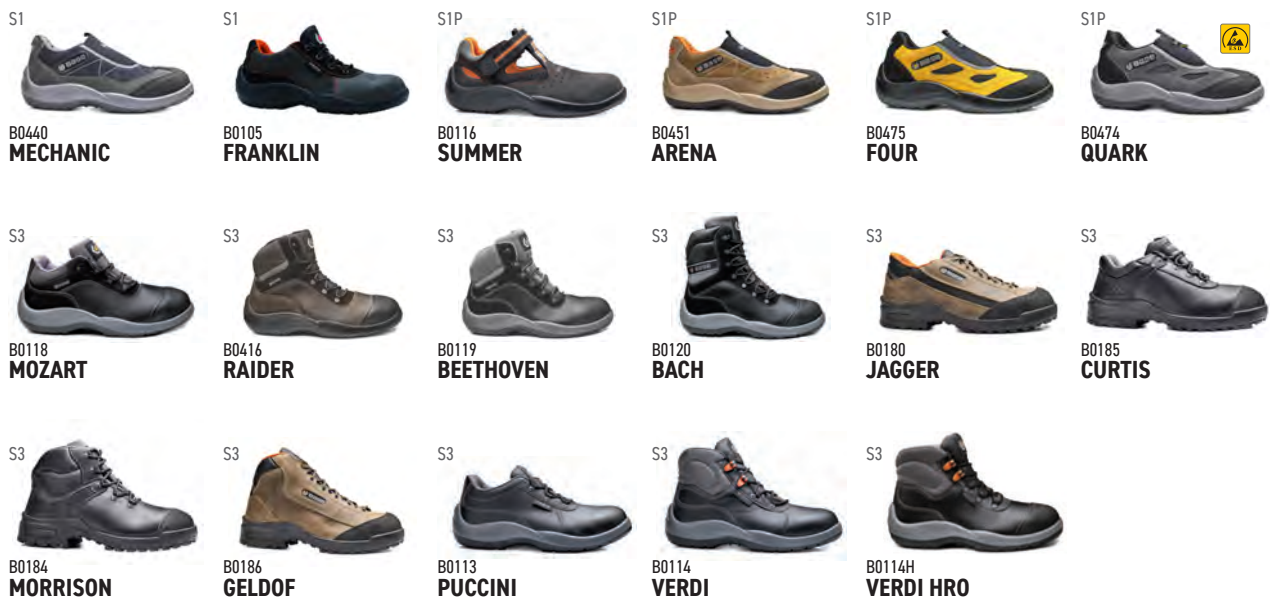 S1
B0440
MECHANIC
S1
B0105
FRANKLIN
S1P
B0116
SUMMER
S1P
B0451
ARENA
S1P
B0475
FOUR
S1P
ESD
B0474
QUARK
S3
B0118
MOZART
S3
B0416
RAIDER
S3
B0119
BEETHOVEN
S3
B0120
BACH
S3
B0180
JAGGER
S3
B0185
CURTIS
S3
B0184
MORRISON
S3
B0186
GELDOF
S3
B0113
PUCCINI
S3
B0114
VERDI
S3
B0114H
VERDI HRO